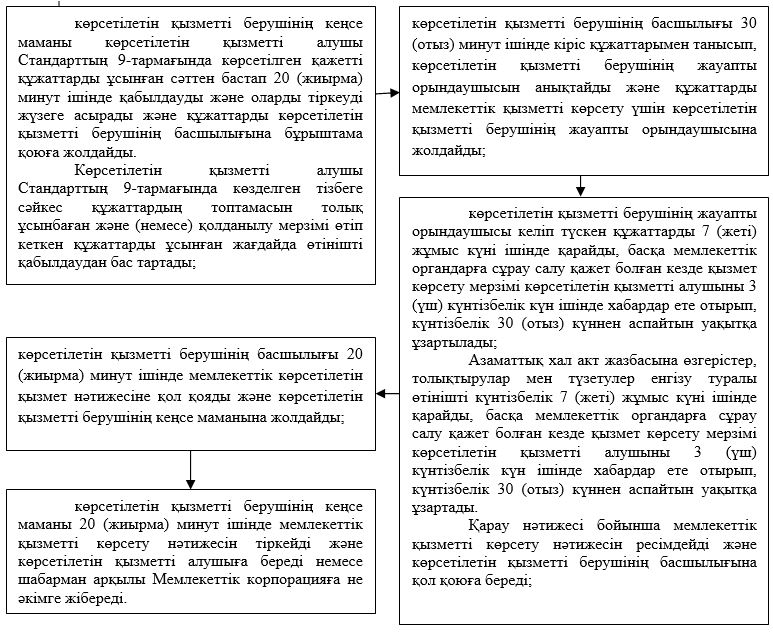 көрсетілетін қызметті берушінің кеңсе
маманы көрсетілетін қызметті алушы
Стандарттың 9-тармағында көрсетілген қажетті
құжаттарды ұсынған сәттен бастап 20 (жиырма)
минут ішінде қабылдауды және оларды тіркеуді
жүзеге асырады және құжаттарды көрсетілетін
қызметті берушінің басшылығына бұрыштама
қоюға жолдайды.
Көрсетілетін қызметті алушы
Стандарттың 9-тармағында көзделген тізбеге
сәйкес құжаттардың топтамасын толық
ұсынбаған және (немесе) қолданылу мерзімі өтіп
кеткен құжаттарды ұсынған жағдайда өтінішті
қабылдаудан бас тартады;
көрсетілетін қызметті берушінің басшылығы 30
(отыз) минут ішінде кіріс құжаттарымен танысып,
көрсетілетін қызметті берушінің жауапты
орындаушысын анықтайды және құжаттарды
мемлекеттік қызметті көрсету үшін көрсетілетін
қызметті берушінің жауапты орындаушысына
жолдайды;
көрсетілетін қызметті берушінің жауапты
орындаушысы келіп түскен құжаттарды 7 (жеті)
жұмыс күні ішінде қарайды, басқа мемлекеттік
органдарға сұрау салу қажет болған кезде қызмет
көрсету мерзімі көрсетілетін қызметті алушыны 3
(үш) күнтізбелік күн ішінде хабардар ете отырып,
күнтізбелік 30 (отыз) күннен аспайтын уақытқа
ұзартылады;
Азаматтық хал акт жазбасына өзгерістер,
толықтырулар мен түзетулер енгізу туралы
өтінішті күнтізбелік 7 (жеті) жұмыс күні ішінде
қарайды, басқа мемлекеттік органдарға сұрау
салу қажет болған кезде қызмет көрсету мерзімі
көрсетілетін қызметті алушыны 3 (үш)
күнтізбелік күн ішінде хабардар ете отырып,
күнтізбелік 30 (отыз) күннен аспайтын уақытқа
ұзартады.
Қарау нәтижесі бойынша мемлекеттік
қызметті көрсету нәтижесін ресімдейді және
көрсетілетін қызметті берушінің басшылығына
қол қоюға береді;
көрсетілетін қызметті берушінің басшылығы 20
(жиырма) минут ішінде мемлекеттік көрсетілетін
қызмет нәтижесіне қол қояды және көрсетілетін
қызметті берушінің кеңсе маманына жолдайды;
көрсетілетін қызметті берушінің кеңсе
маманы 20 (жиырма) минут ішінде мемлекеттік
қызметті көрсету нәтижесін тіркейді және
көрсетілетін қызметті алушыға береді немесе
шабарман арқылы Мемлекеттік корпорацияға не
әкімге жібереді.